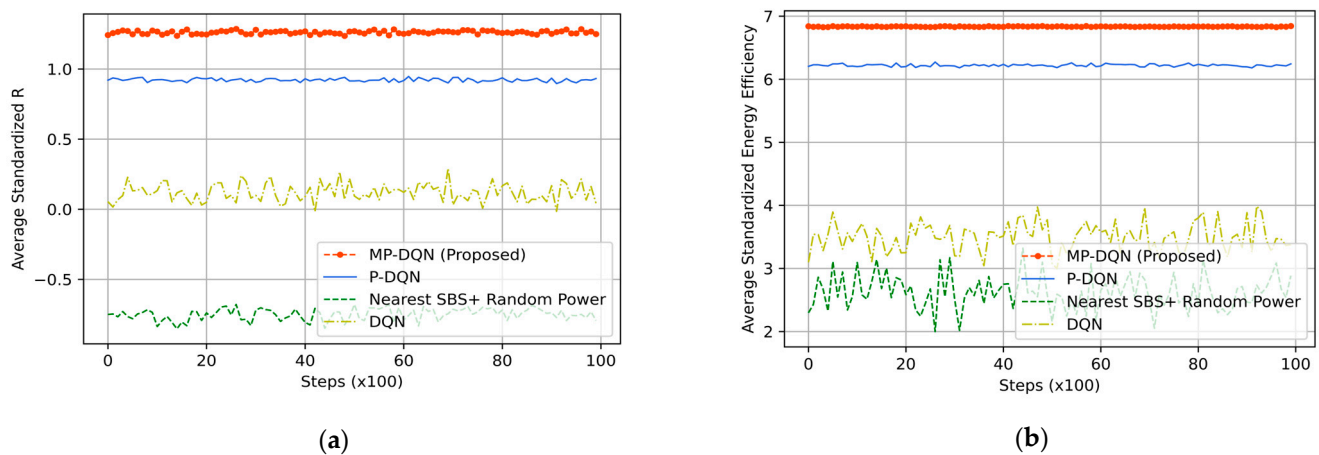 1.0
0.5
0.0
−0.5
Average Standardized R
0 20 40 60 80 100
Steps (x100)
MP-DQN (Proposed)
P-DQN
Nearest SBS+ Random Power
DQN
(a)
7
6
5
4
3
2
Average Standardized Energy Efficiency
0 20 40 60 80 100
Steps (x100)
MP-DQN (Proposed)
P-DQN
Nearest SBS+ Random Power
DQN
(b)